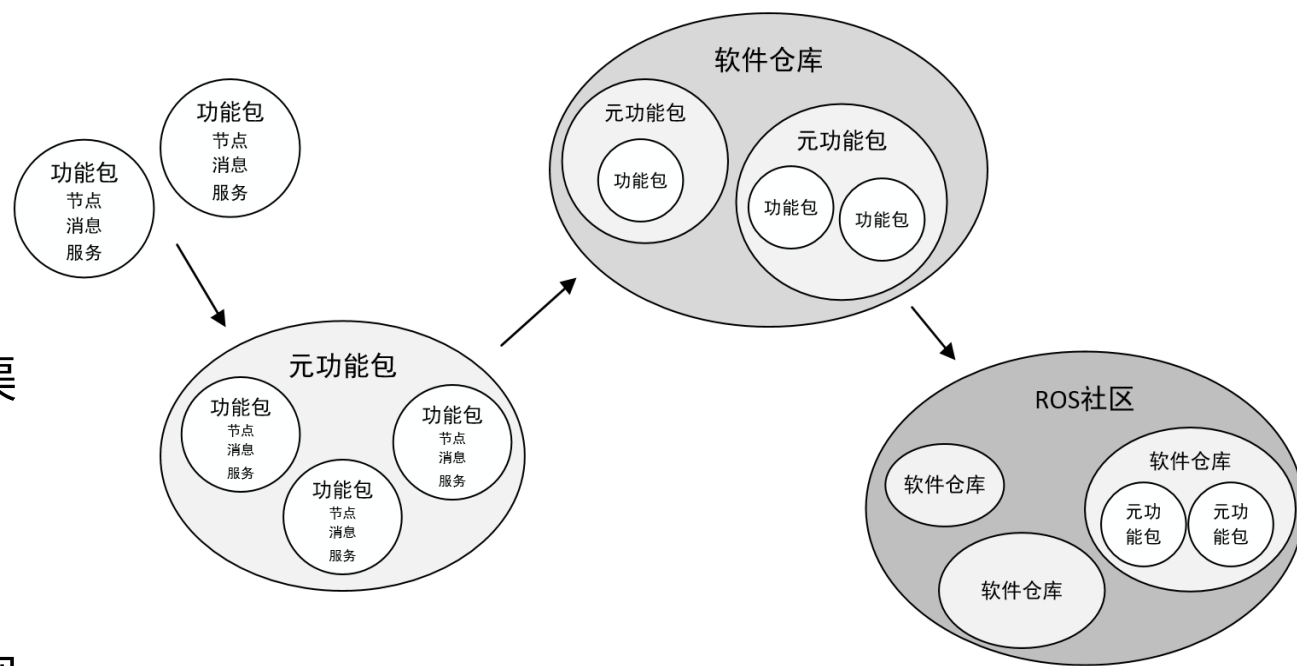 功能包
节点
消息
服务
功能包
节点
消息
服务
元功能包
功能包
节点
消息
服务
功能包
节点
消息
服务
功能包
节点
消息
服务
软件仓库
元功能包
功能包
元功能包
功能包
功能包
ROS社区
软件仓库
软件仓库
软件仓库
元功
能包
元功
能包